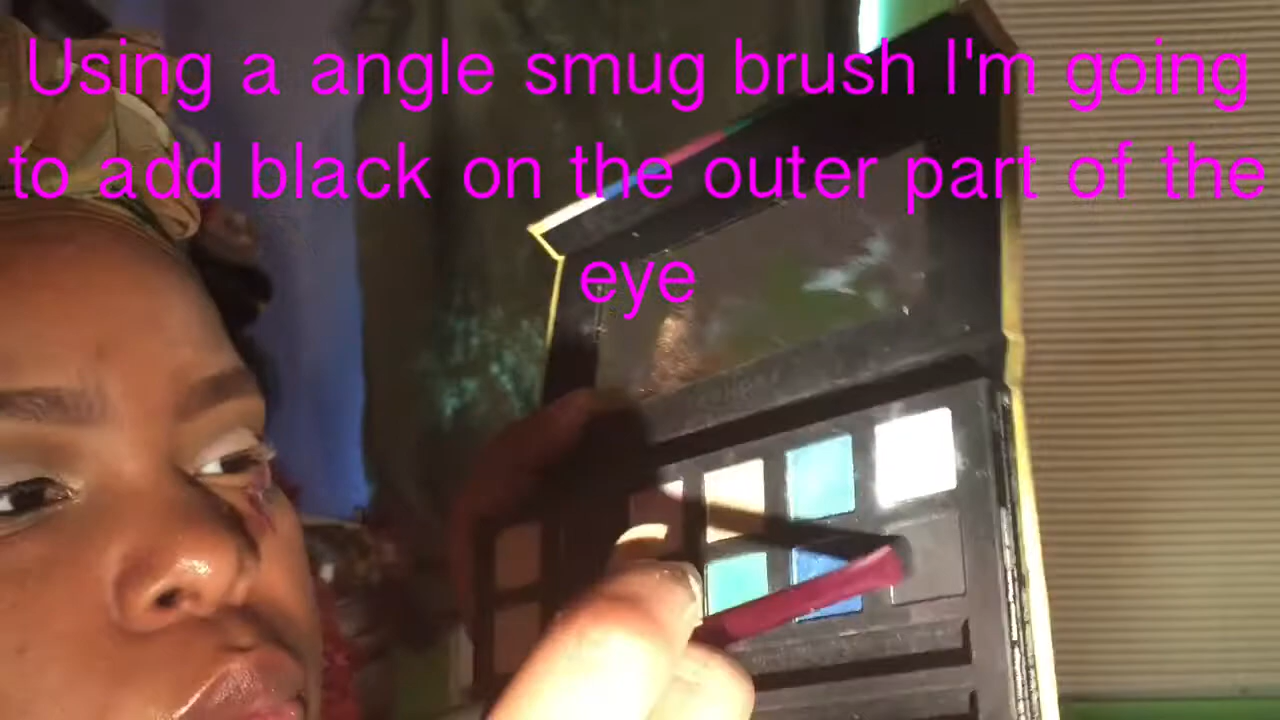 Using a angle smug brush I'm going
to add black on the outer part of the
eye